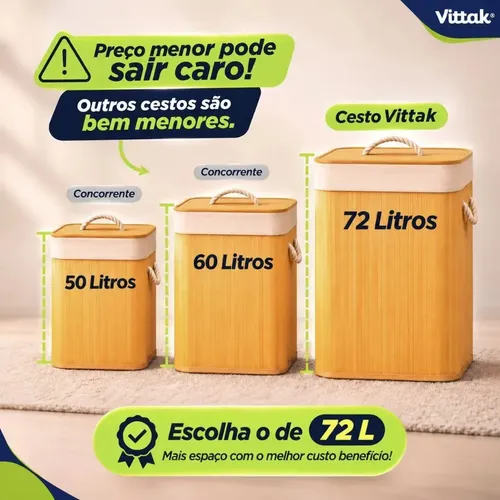 Vittak®
Preço menor pode
sair caro!
Outros cestos são
bem menores.
Cesto Vittak
Concorrente
Concorrente
72 Litros
60 Litros
50 Litros
Escolha o de 72 L
Mais espaço com o melhor custo benefício!